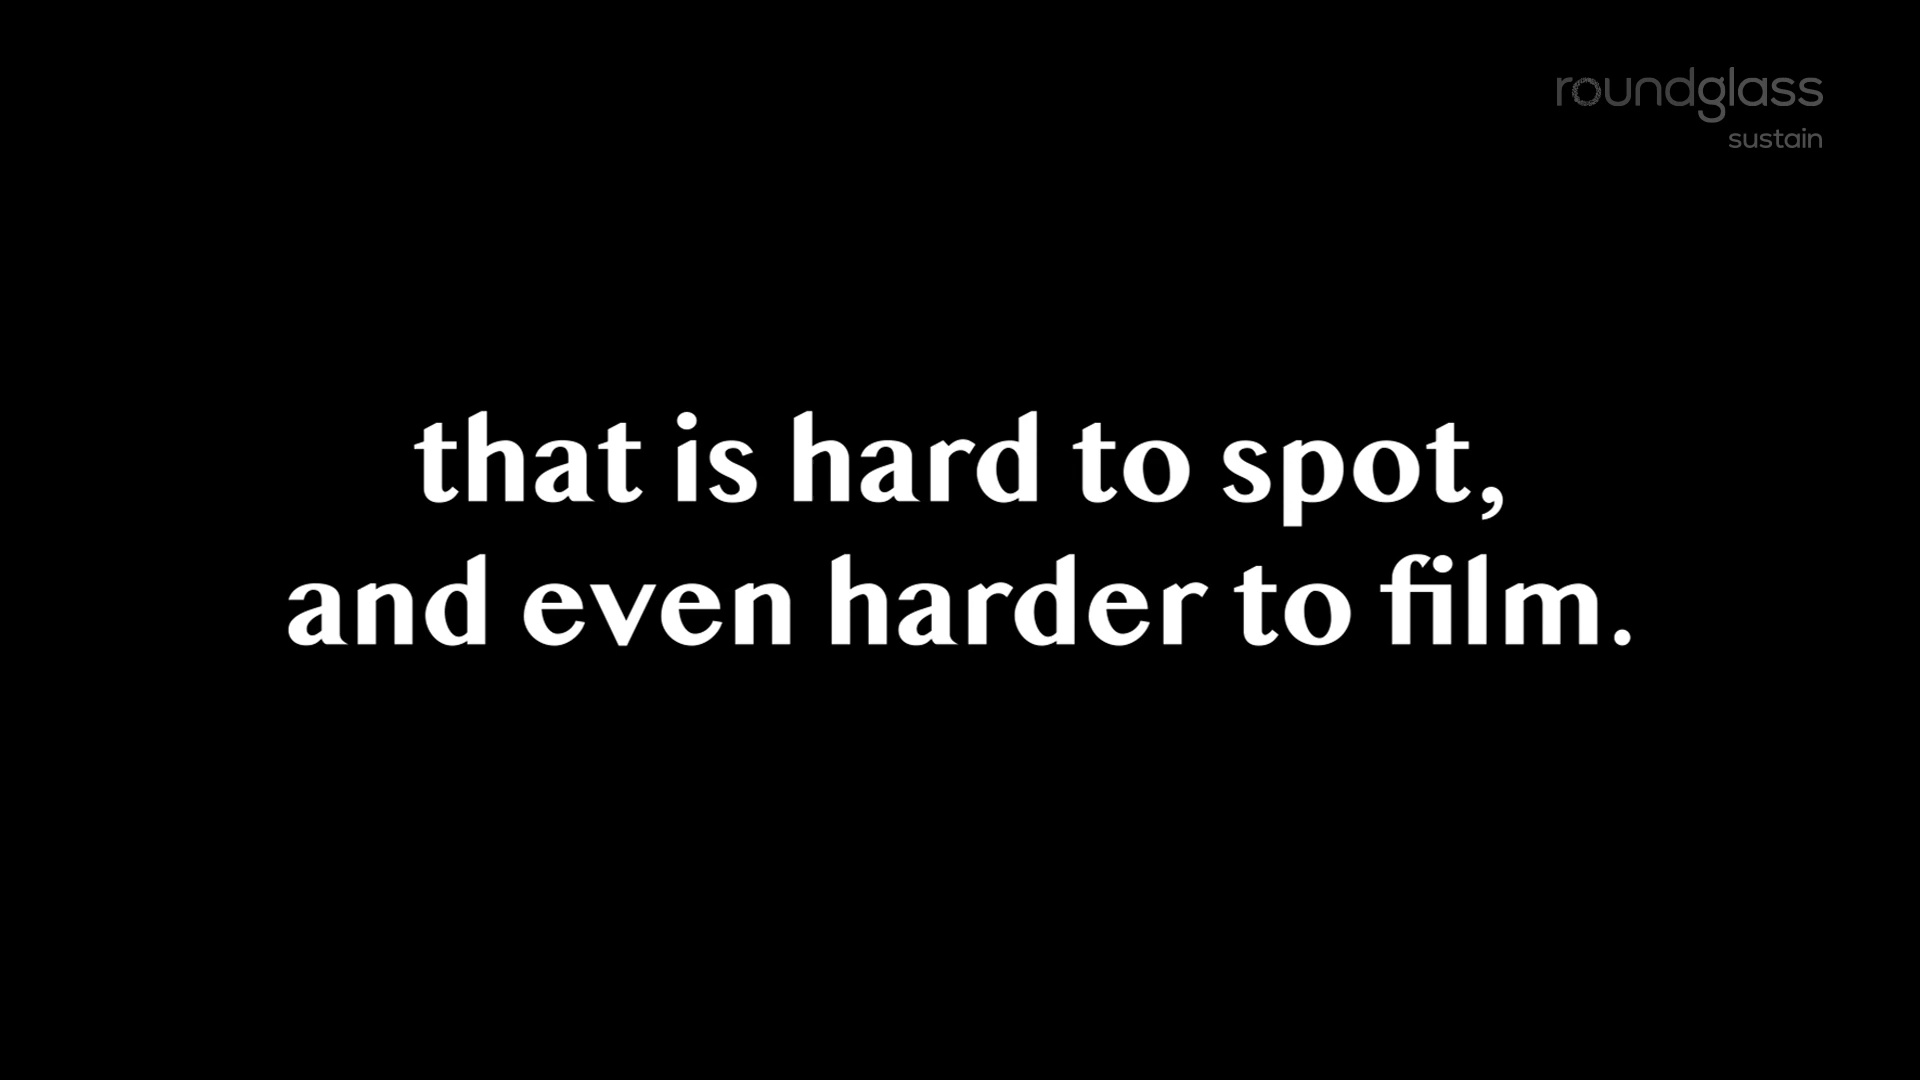 roundglass
sustain
that is hard to spot,
and even harder to film.